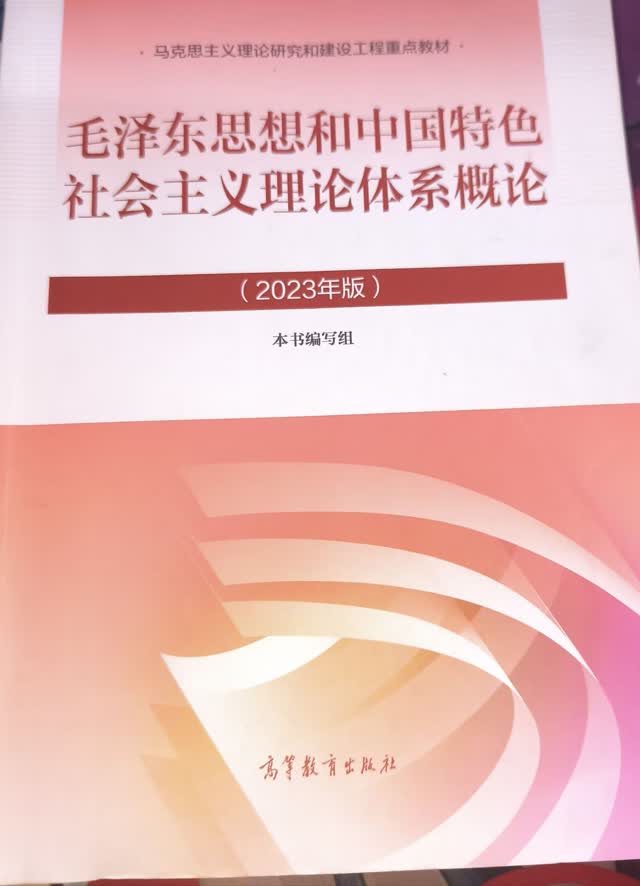 ·马克思主义理论研究和建设工程重点教材·
毛泽东思想和中国特色
社会主义理论体系概论
（2023年版）
本书编写组
高等教育出版社